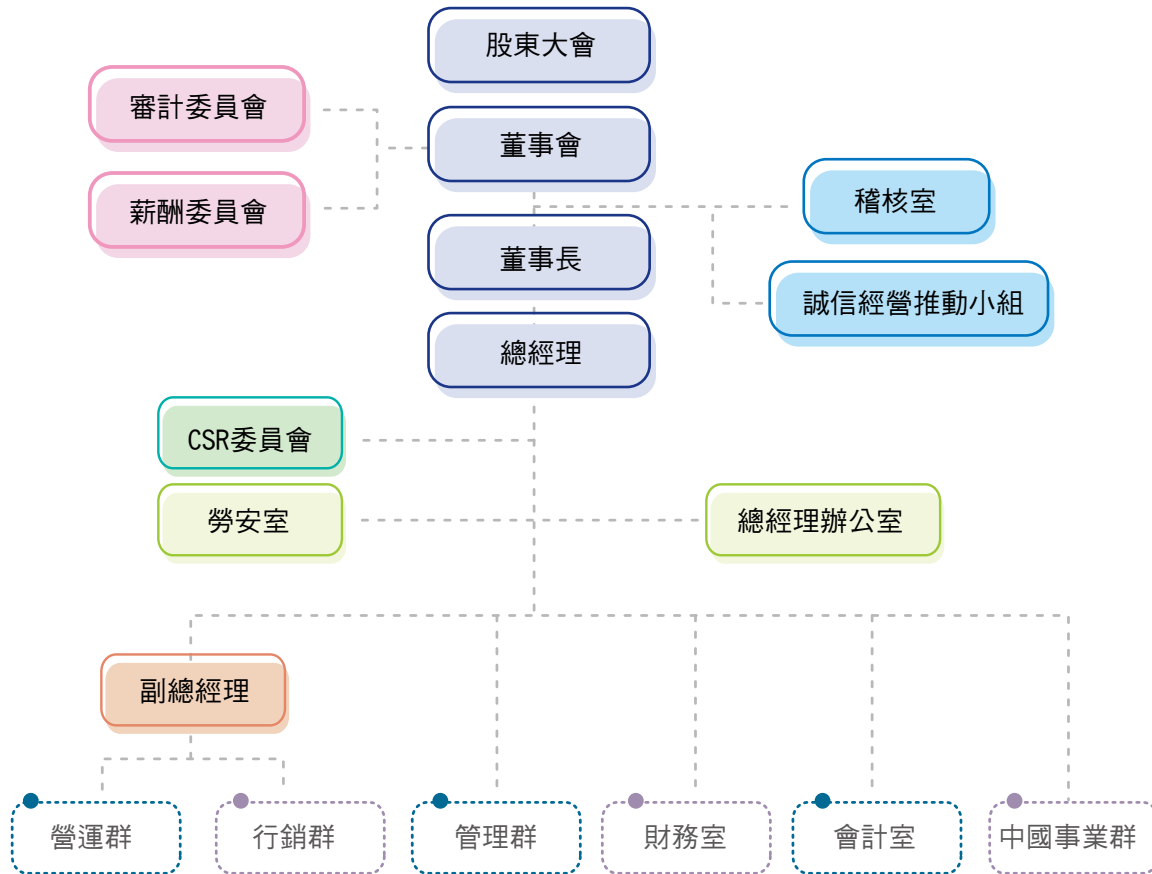 股東大會
審計委員會
董事會
薪酬委員會
稽核室
董事長
誠信經營推動小組
總經理
CSR委員會
勞安室
總經理辦公室
副總經理
營運群
行銷群
管理群
財務室
會計室
中國事業群